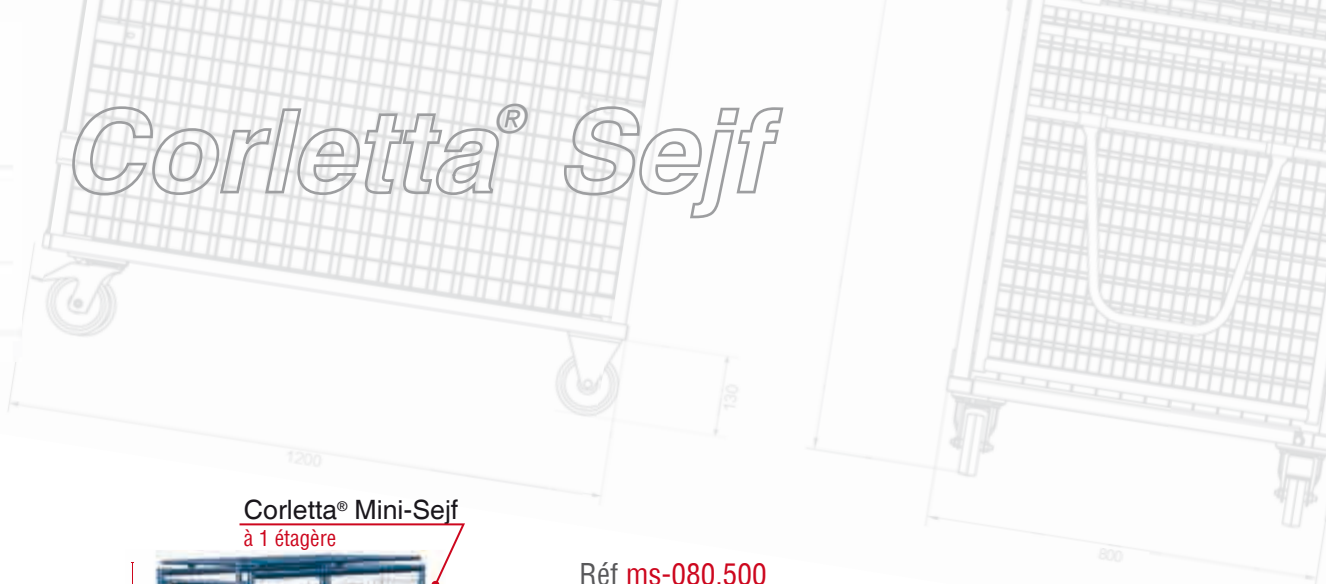 Corletta® Sejf
130
1200
800
Corletta® Mini-Sejf
à 1 étagère
Réf ms-080.500